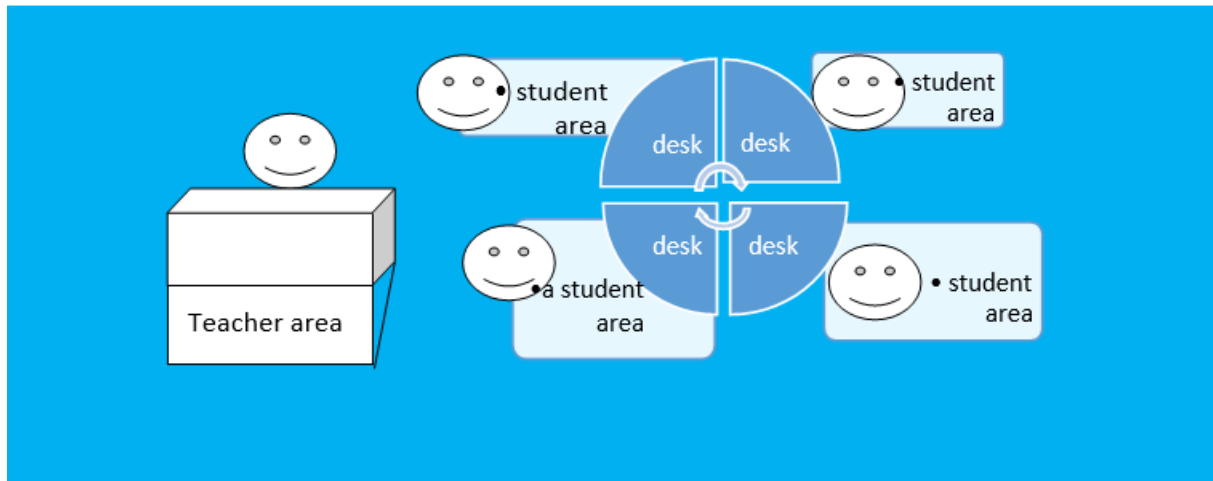 • student
area
desk
desk
• student
area
Teacher area
•a student
area
desk
desk
• student
area